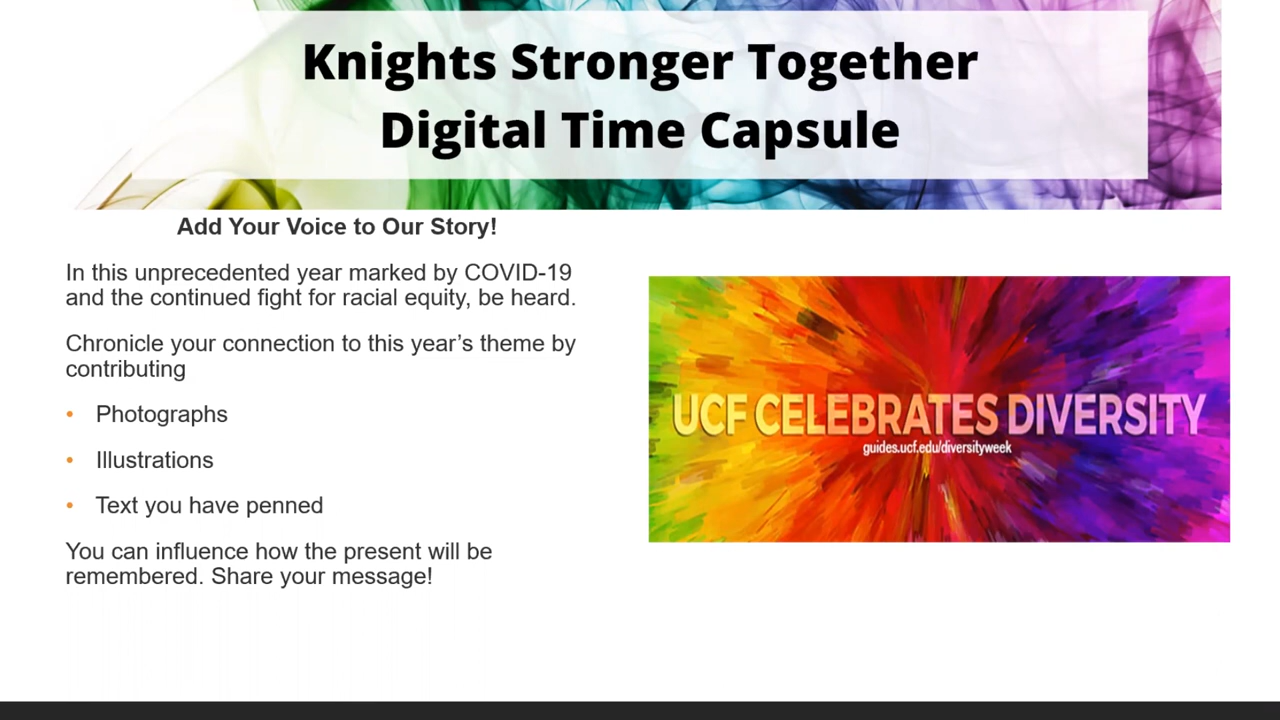 Knights Stronger Together
Digital Time Capsule
Add Your Voice to Our Story!
In this unprecedented year marked by COVID-19
and the continued fight for racial equity, be heard.
Chronicle your connection to this year’s theme by
contributing
• Photographs
• Illustrations
• Text you have penned
You can influence how the present will be
remembered. Share your message!
UCF CELEBRATES DIVERSITY
guides.ucf.edu/diversityweek